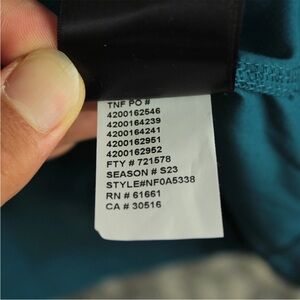 TNF PO #
4200162546
4200164239
4200164241
4200162951
4200162952
FTY # 721578
SEASON # S23
STYLE#NF0A5338
RN # 61661
CA # 30516